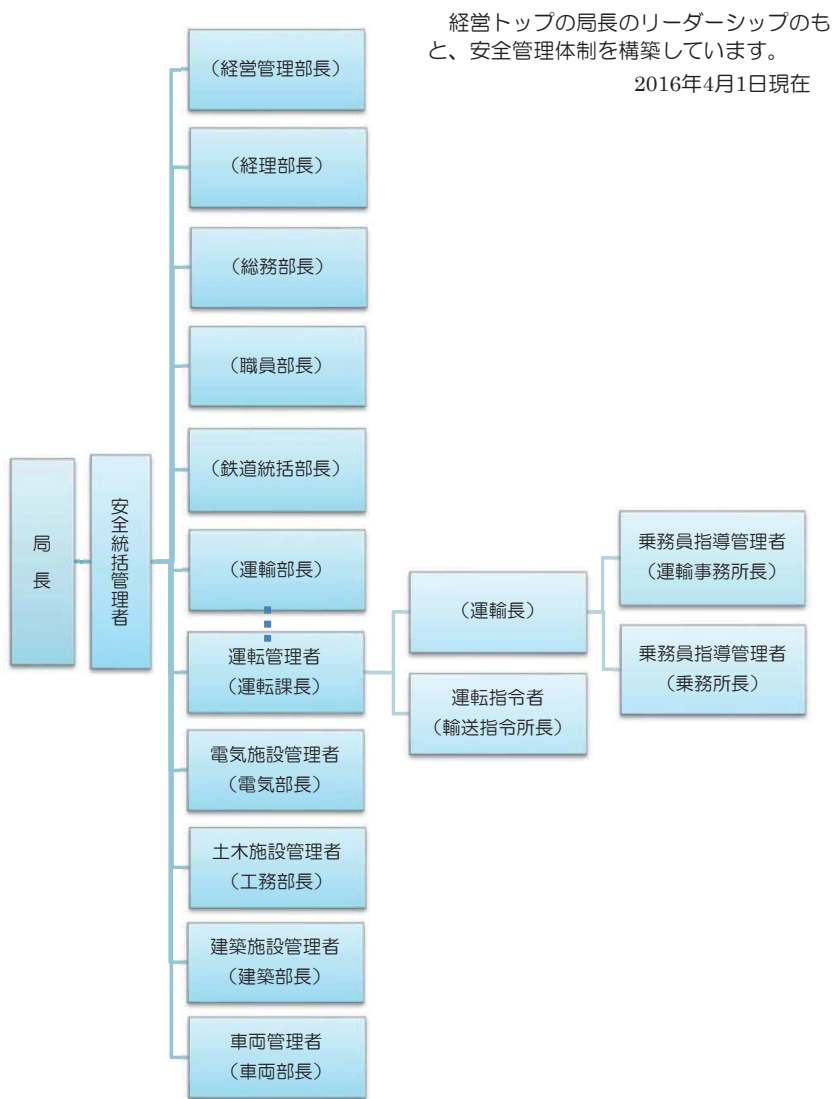 経営トップの局長のリーダーシップのも
と、安全管理体制を構築しています。
2016年4月1日現在
局長
安全統括管理者
（経営管理部長）
（経理部長）
（総務部長）
（職員部長）
（鉄道統括部長）
（運輸部長）
運転管理者
（運転課長）
電気施設管理者
（電気部長）
土木施設管理者
（工務部長）
建築施設管理者
（建築部長）
車両管理者
（車両部長）
（運輸長）
運転指令者
（輸送指令所長）
乗務員指導管理者
（運輸事務所長）
乗務員指導管理者
（乗務所長）